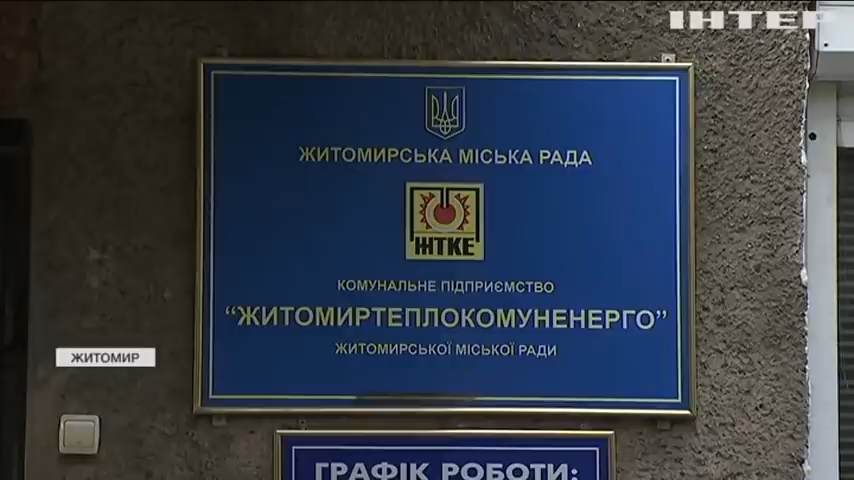 ІНТЕР
ЖИТОМИРСЬКА МІСЬКА РАДА
ЖТКЕ
КОМУНАЛЬНЕ ПІДПРИЄМСТВО
“ЖИТОМИРТЕПЛОКОМУНЕНЕРГО”
ЖИТОМИРСЬКОЇ МІСЬКОЇ РАДИ
ЖИТОМИР
ГРАФІК РОБОТИ: